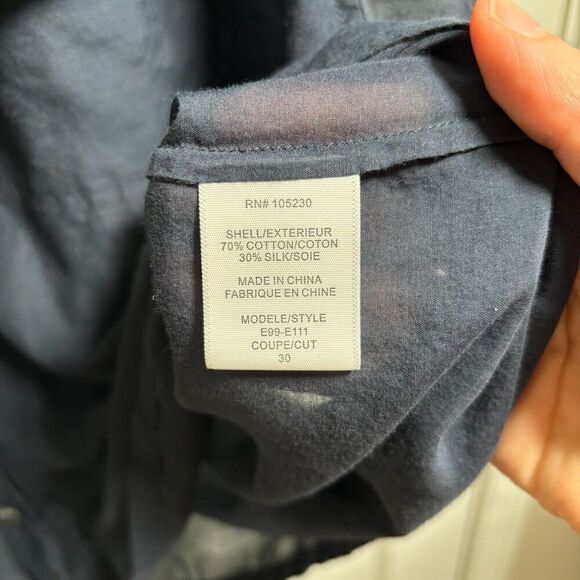 RN# 105230
SHELL/EXTERIEUR
70% COTTON/COTON
30% SILK/SOIE
MADE IN CHINA
FABRIQUE EN CHINE
MODELE/STYLE
E99-E111
COUPE/CUT
30